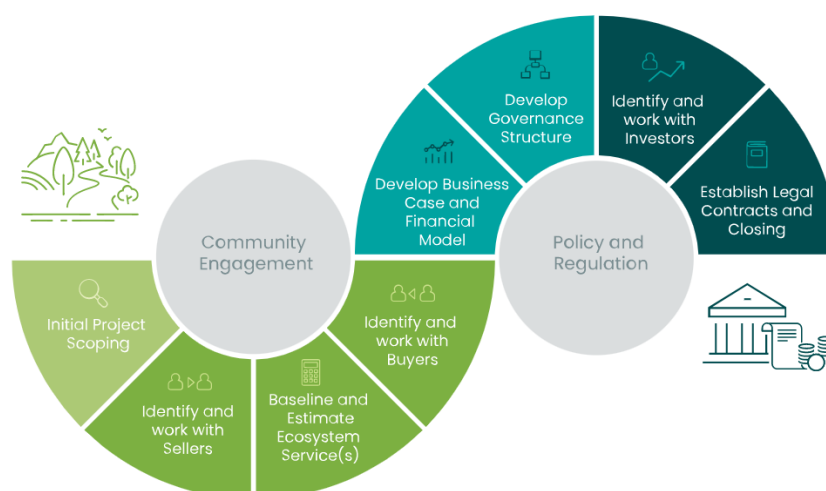 Community
Engagement
Initial Project
Scoping
Identify and
work with
Sellers
Baseline and
Estimate
Ecosystem
Service(s)
Identify and
work with
Buyers
Policy and
Regulation
Develop Business
Case and
Financial
Model
Develop
Governance
Structure
Identify and
work with
Investors
Establish Legal
Contracts and
Closing